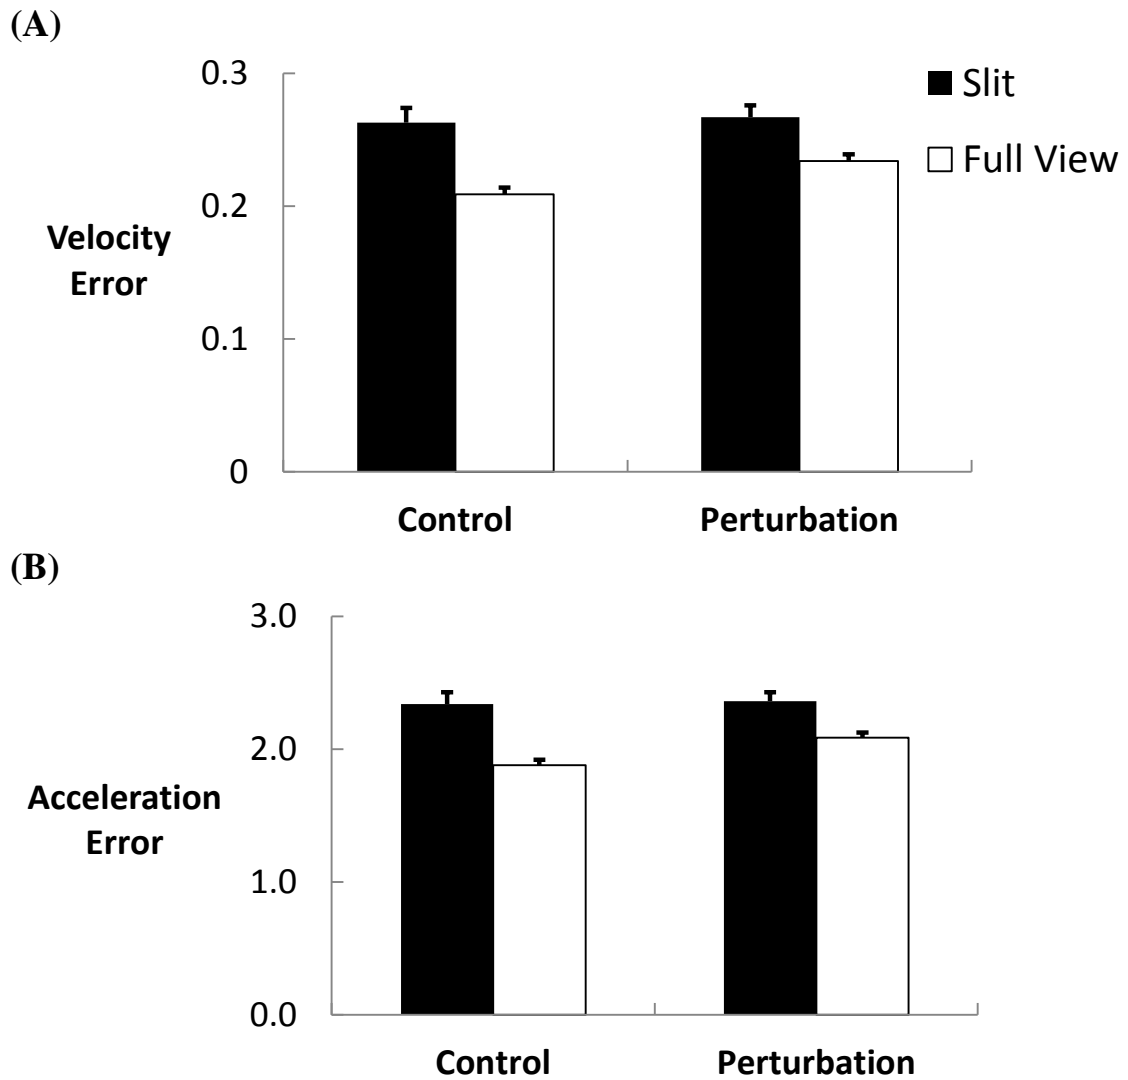 (A)
0.3
0.2
0.1
0
Velocity
Error
Slit
Full View
Control
Perturbation
(B)
3.0
2.0
1.0
0.0
Acceleration
Error
Control
Perturbation